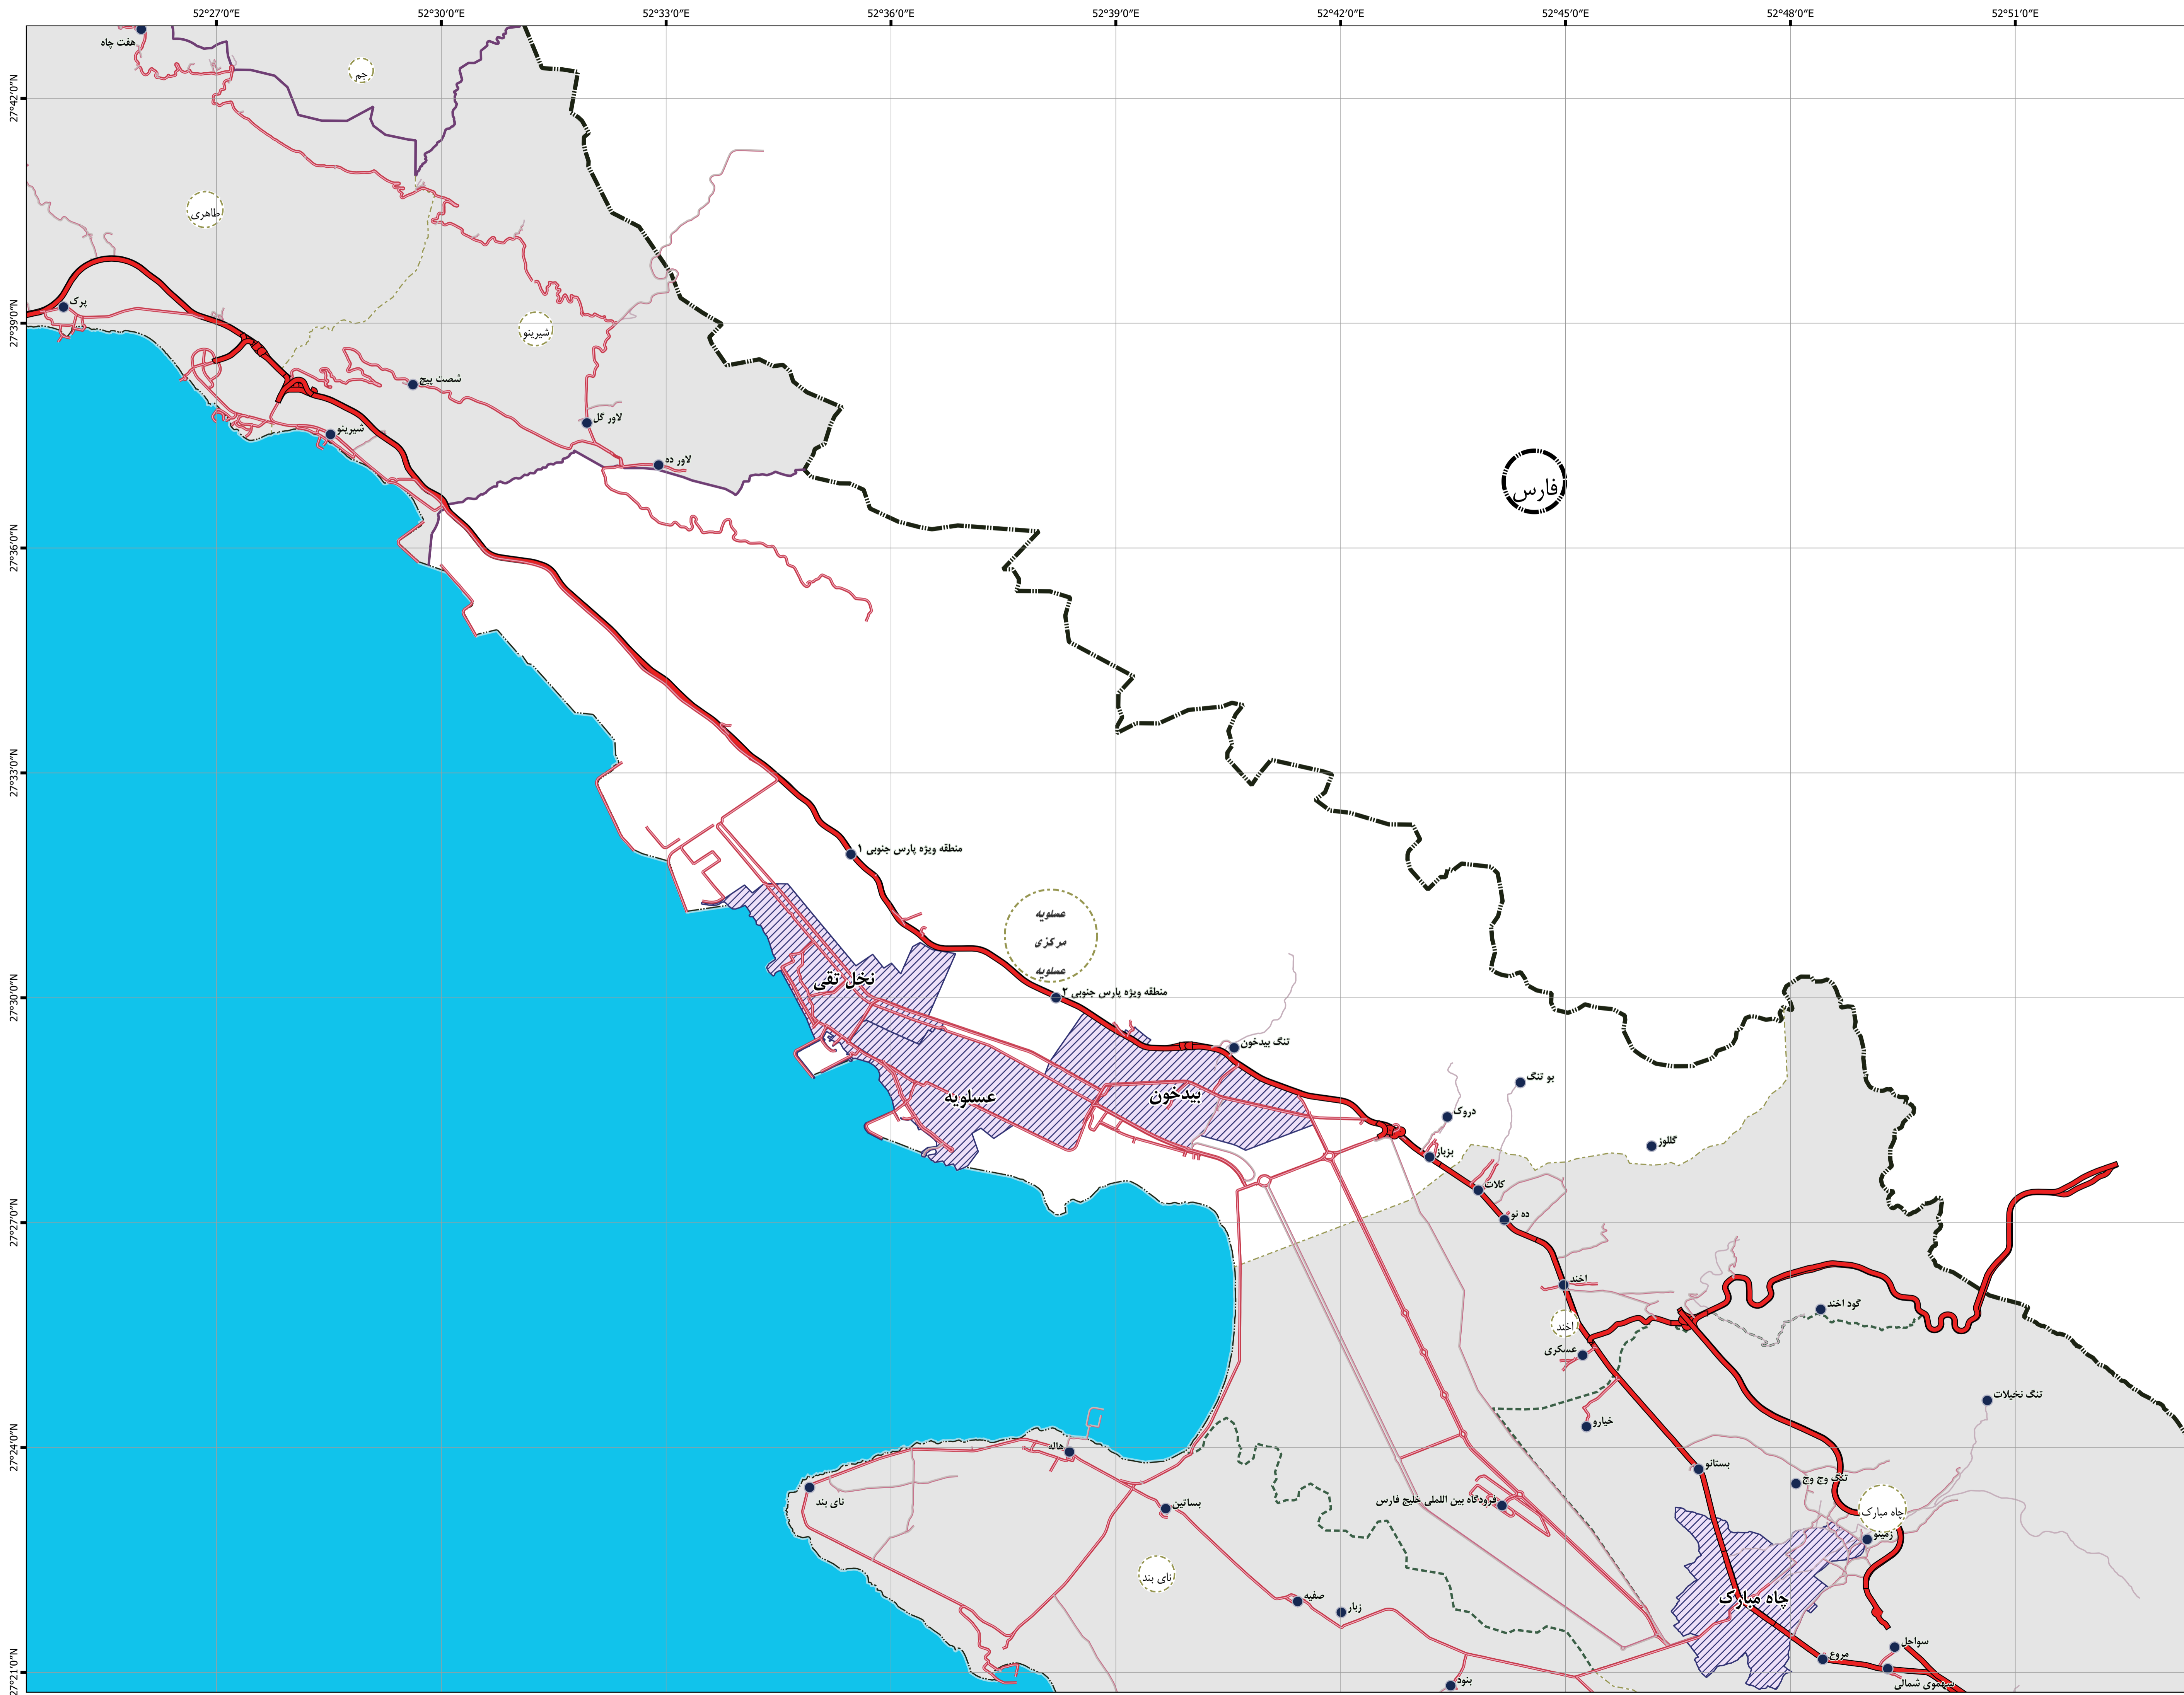 52°27'0"E 52°30'0"E 52°33'0"E 52°36'0"E 52°39'0"E 52°42'0"E 52°45'0"E 52°48'0"E 52°51'0"E
27°42'0"N
27°39'0"N
27°36'0"N
27°33'0"N
27°30'0"N
27°27'0"N
27°24'0"N
27°21'0"N
هفت چاه
جم
طاهری
پرک
شیرینو
شصت پیچ
لاور گل
شیرینو
لاور ده
فارس
منطقه ویژه پارس جنوبی ۱
عسلویه
مرکزی
عسلویه
نخل تقی
منطقه ویژه پارس جنوبی ۲
تنگ بیدخون
بیدخون
عسلویه
بو تنگ
دروک
بزباز
گللوز
کلات
ده نو
اخند
گود اخند
اخند
عسکری
تنگ نخیلات
خیارو
هاله
بستانو
تنگ وچ وچ
نای بند
بساتین
فرودگاه بین اللملی خلیج فارس
چاه مبارک
زمینو
نای بند
صفیه
زبار
چاه مبارک
سواحل
مروع
بنود
سهموی شمالی